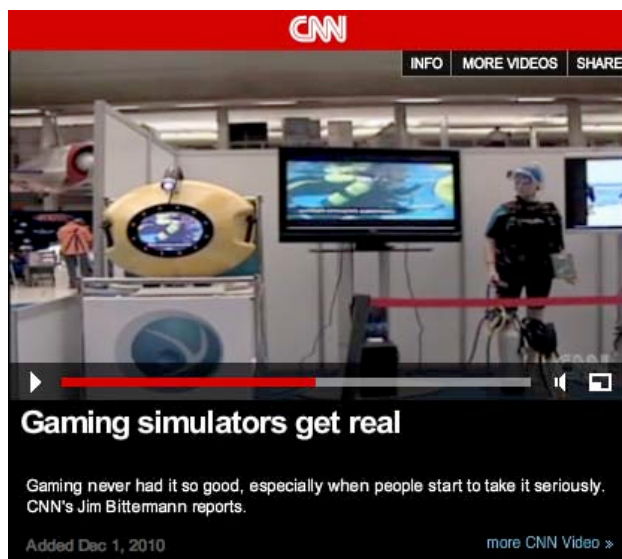 CNN
INFO
MORE VIDEOS
SHARE
CNN
Gaming simulators get real
Gaming never had it so good, especially when people start to take it seriously.
CNN's Jim Bittermann reports.
Added Dec 1, 2010
more CNN Video »